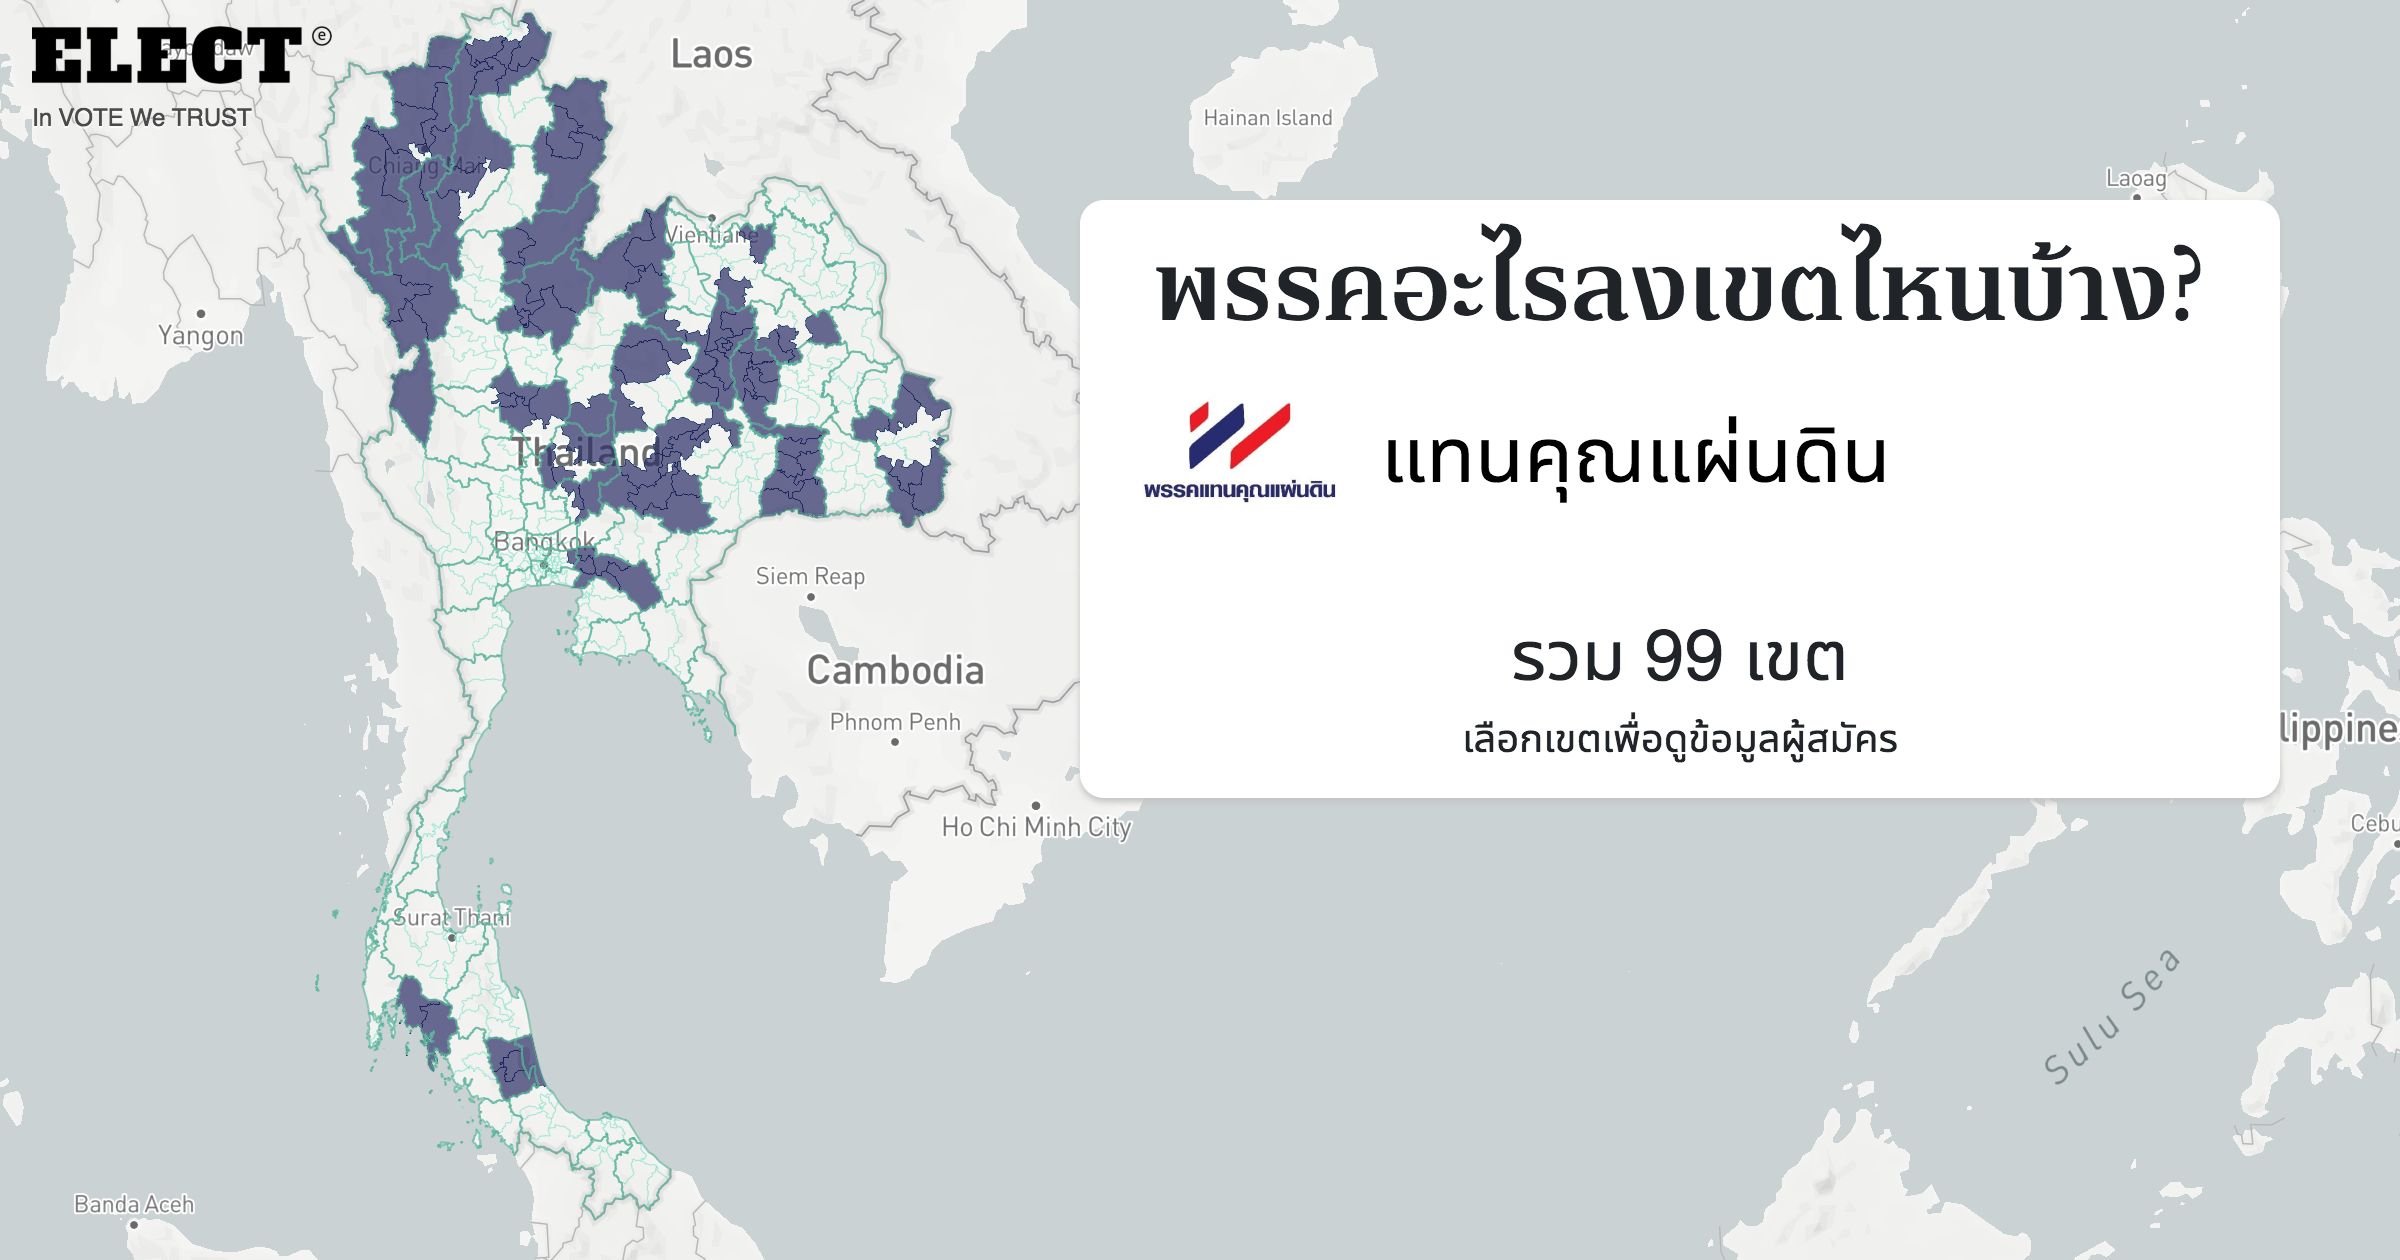 ELECT ⓔ
In VOTE We TRUST
Laos
Hainan Island
Chiang Mai
Laoag
Vientiane
Yangon
พรรคอะไรลงเขตไหนบ้าง?
พรรคแทนคุณแผ่นดิน
แทนคุณแผ่นดิน
รวม 99 เขต
เลือกเขตเพื่อดูข้อมูลผู้สมัคร
Thailand
Bangkok
Siem Reap
Cambodia
Phnom Penh
Ho Chi Minh City
lippine
Cebu
Surat Thani
Sulu Sea
Banda Aceh